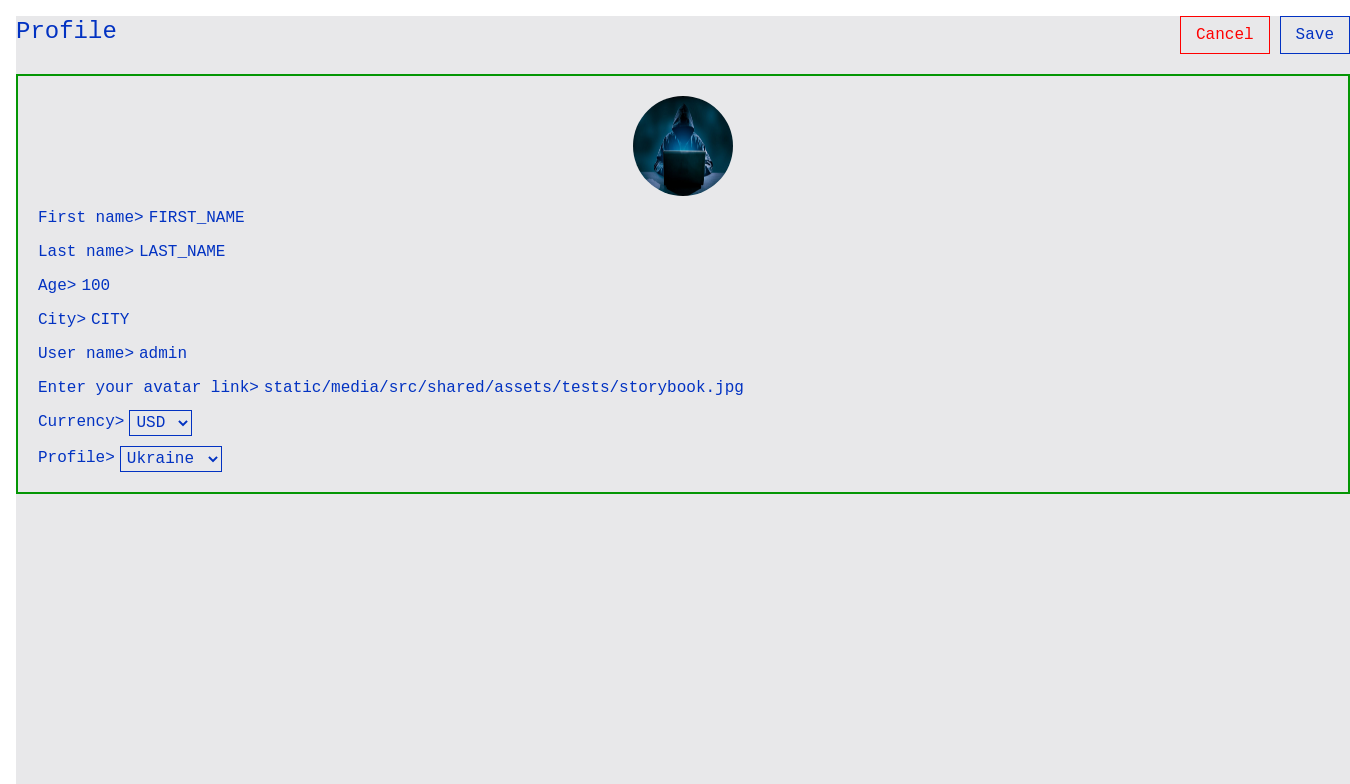 Profile
Cancel
Save
First name> FIRST_NAME
Last name> LAST_NAME
Age> 100
City> CITY
User name> admin
Enter your avatar link> static/media/src/shared/assets/tests/storybook.jpg
Currency> USD
Profile> Ukraine